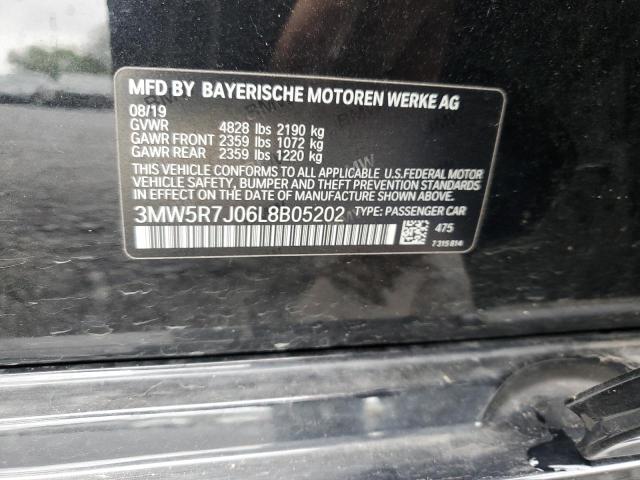 MFD BY BAYERISCHE MOTOREN WERKE AG
08/19
GVWR 4828 lbs 2190 kg
GAWR FRONT 2359 lbs 1072 kg
GAWR REAR 2359 lbs 1220 kg
THIS VEHICLE CONFORMS TO ALL APPLICABLE U.S.FEDERAL MOTOR
VEHICLE SAFETY, BUMPER AND THEFT PREVENTION STANDARDS
IN EFFECT ON THE DATE OF MANUFACTURE SHOWN ABOVE.
3MW5R7J06L8B05202 TYPE: PASSENGER CAR
475
7 315 814